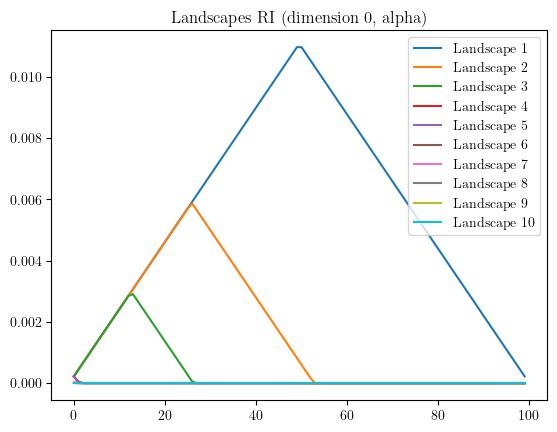 Landscapes RI (dimension 0, alpha)
0.010
0.008
0.006
0.004
0.002
0.000
0
20
40
60
80
100
Landscape 1
Landscape 2
Landscape 3
Landscape 4
Landscape 5
Landscape 6
Landscape 7
Landscape 8
Landscape 9
Landscape 10